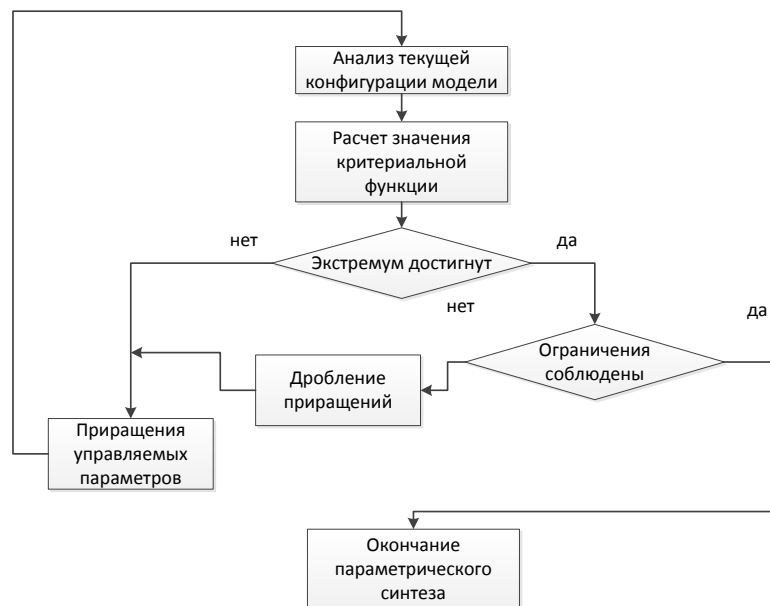 Анализ текущей
конфигурации модели
Расчет значения
критериальной
функции
нет
да
Экстремум достигнут
нет
да
Ограничения
соблюдены
Дробление
приращений
Приращения
управляемых
параметров
Окончание
параметрического
синтеза